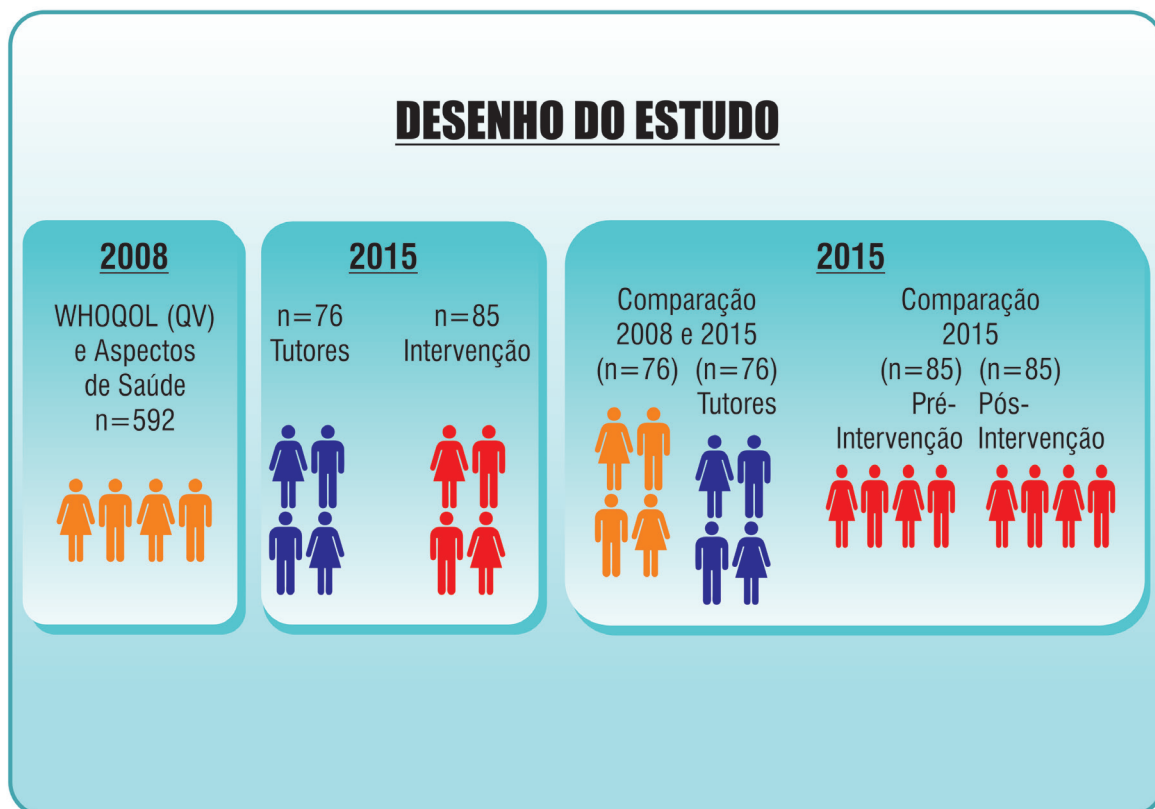 DESENHO DO ESTUDO
2008
WHOQOL (QV)
e Aspectos
de Saúde
n=592
2015
n=76
Tutores
n=85
Intervenção
2015
Comparação
2008 e 2015
(n=76) (n=76)
Tutores
Comparação
2015
(n=85) (n=85)
Pré- Pós-
Intervenção Intervenção